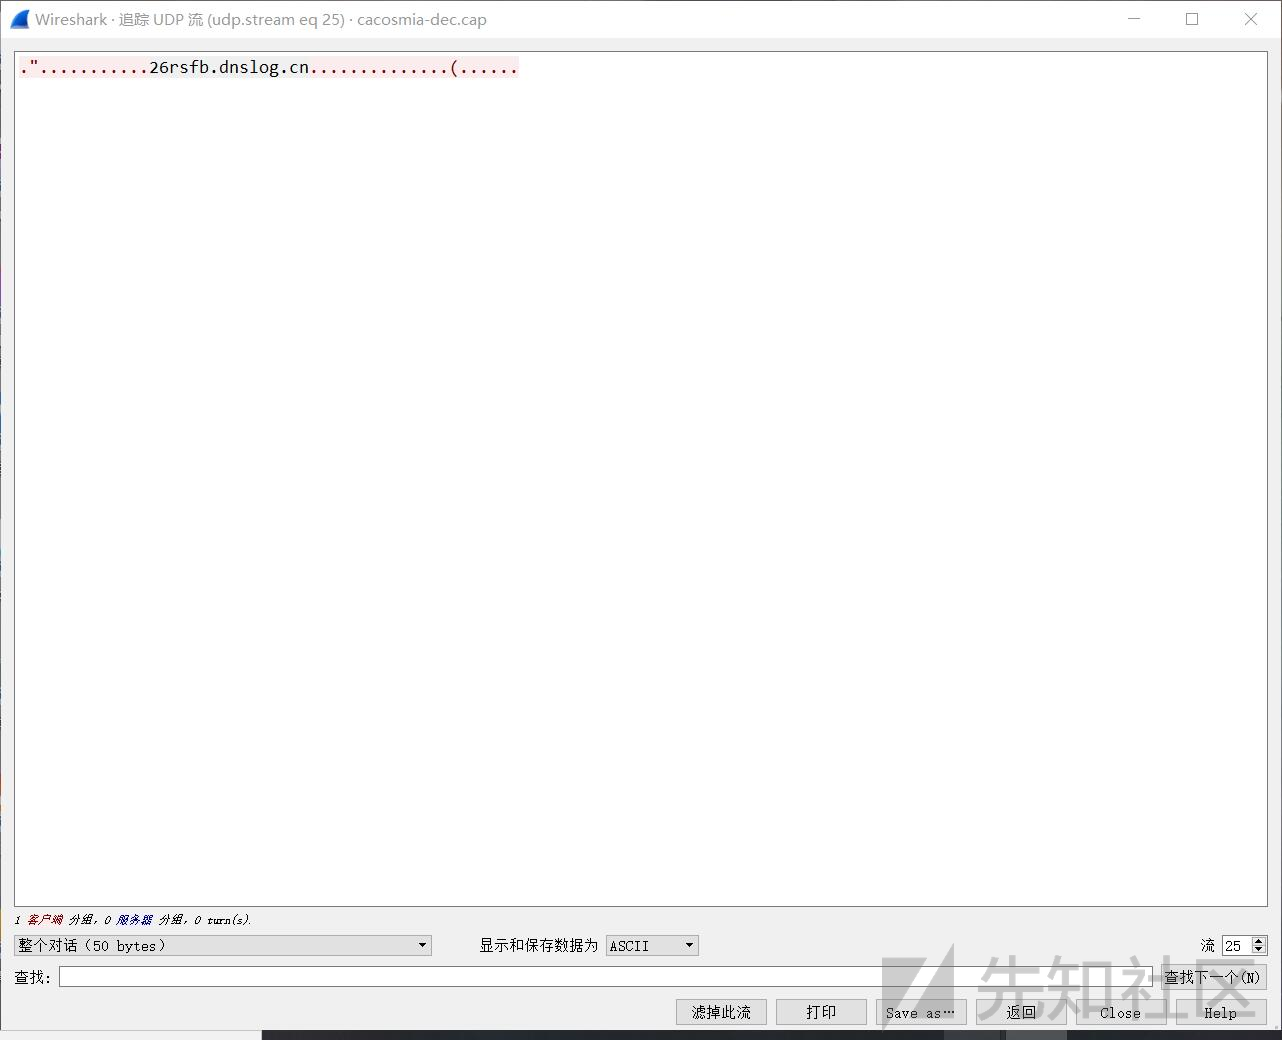 Wireshark · 追踪 UDP 流 (udp.stream eq 25) · cacosmia-dec.cap
."...........26rsfb.dnslog.cn..............(......
1 客户端 分组, 0 服务器 分组, 0 turn(s).
整个对话（50 bytes） 显示和保存数据为 ASCII 流 25
查找: 查找下一个(N)
滤掉此流 打印 Save as… 返回 Close Help
先知社区